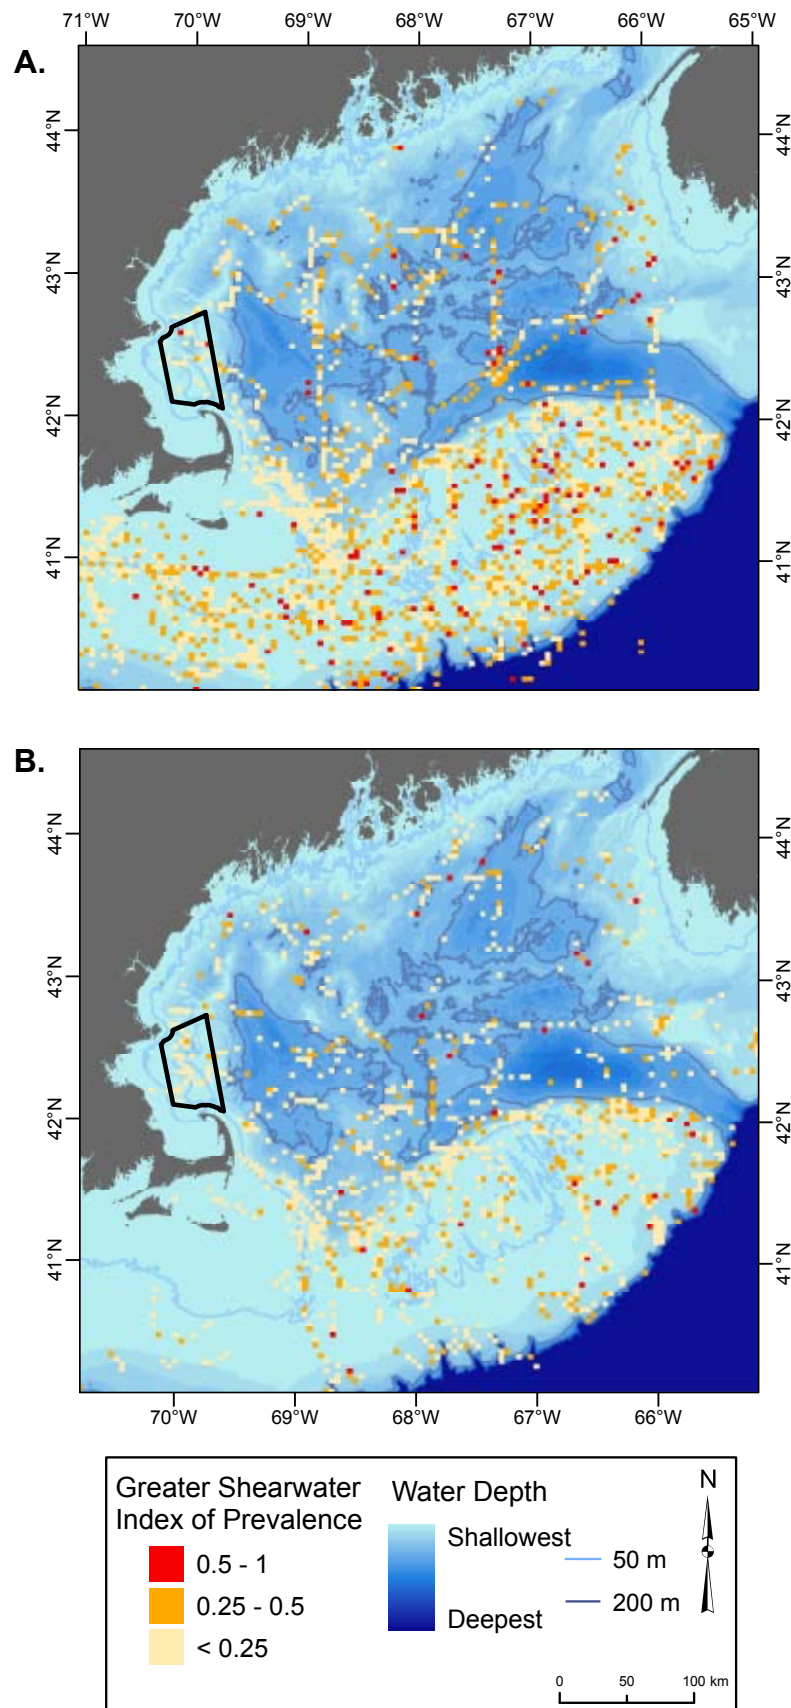 71°W 70°W 69°W 68°W 67°W 66°W 65°W
A.
44°N 44°N
43°N 43°N
42°N 42°N
41°N 41°N
B.
44°N 44°N
43°N 43°N
42°N 42°N
41°N 41°N
70°W 69°W 68°W 67°W 66°W
Greater Shearwater
Index of Prevalence
0.5 - 1
0.25 - 0.5
< 0.25
Water Depth
Shallowest
Deepest
50 m
200 m
N
0 50 100 km